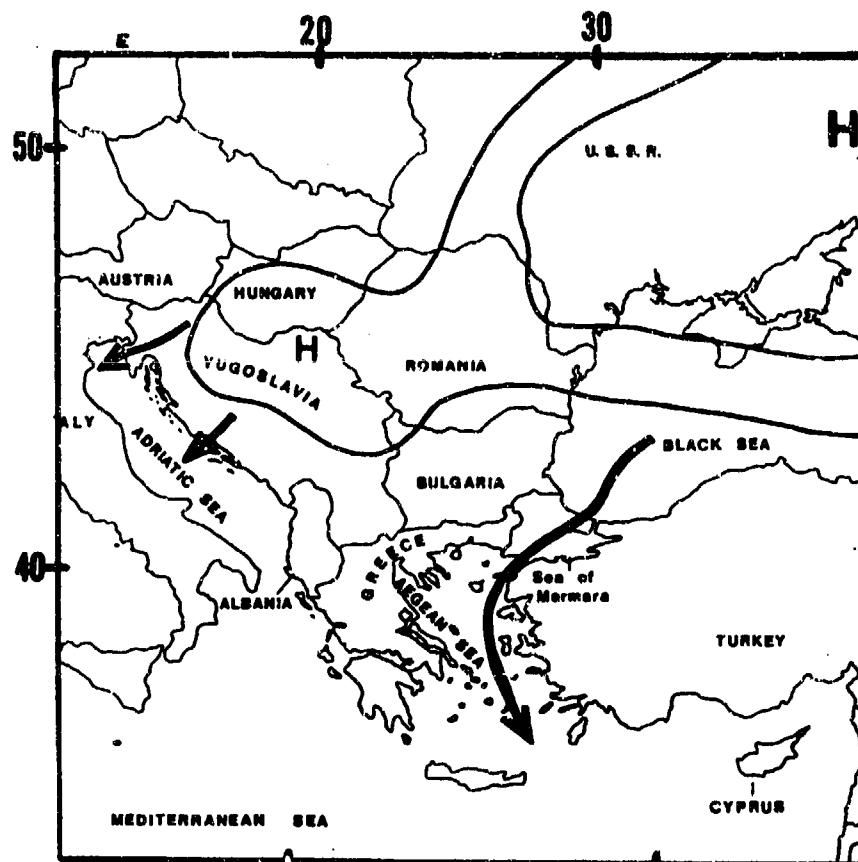 E
20
30
50
H
U. S. S. R.
AUSTRIA
HUNGARY
H
YUGOSLAVIA
ROMANIA
ALY
ADRIATIC SEA
BLACK SEA
BULGARIA
40
GREECE
AEGEAN SEA
Sea of
Mermara
ALBANIA
TURKEY
CYPRUS
MEDITERRANEAN SEA